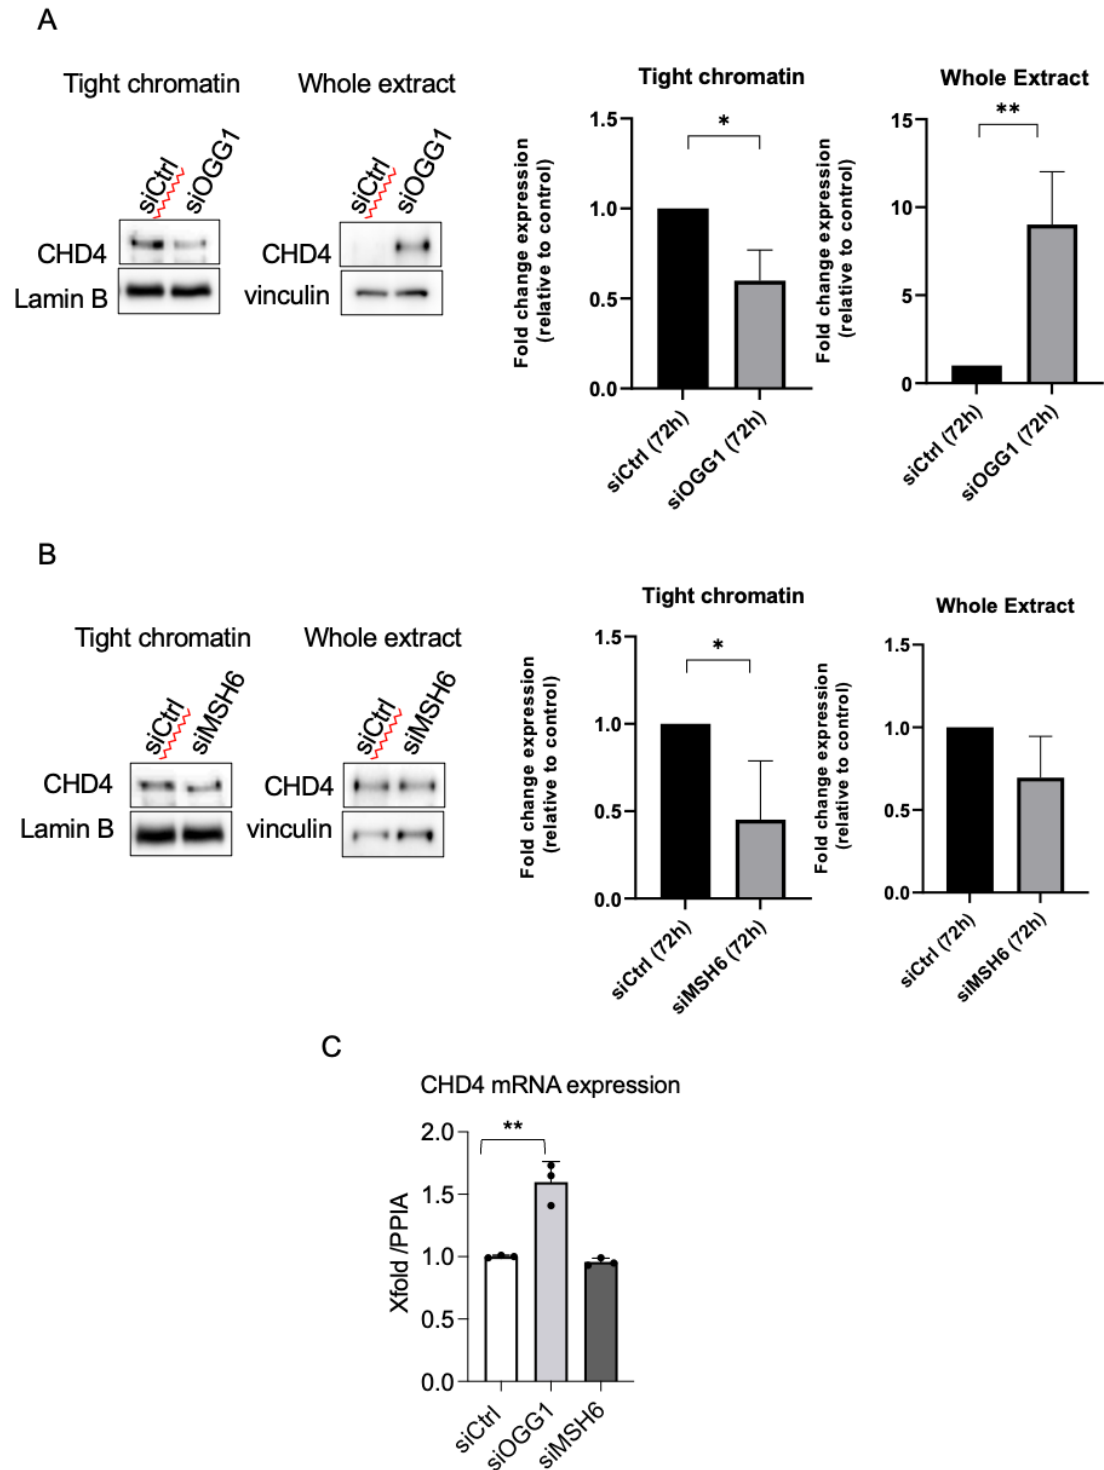 A
Tight chromatin
Whole extract
siCtrl
siOGG1
siCtrl
siOGG1
CHD4
Lamin B
CHD4
vinculin
Tight chromatin
Fold change expression
(relative to control)
1.5
1.0
0.5
0.0
*
siCtrl (72h)
siOGG1 (72h)
Whole Extract
Fold change expression
(relative to control)
15
10
5
0
**
siCtrl (72h)
siOGG1 (72h)
B
Tight chromatin
Whole extract
siCtrl
siMSH6
siCtrl
siMSH6
CHD4
Lamin B
CHD4
vinculin
Tight chromatin
Fold change expression
(relative to control)
1.5
1.0
0.5
0.0
*
siCtrl (72h)
siMSH6 (72h)
Whole Extract
Fold change expression
(relative to control)
1.5
1.0
0.5
0.0
siCtrl (72h)
siMSH6 (72h)
C
CHD4 mRNA expression
Xfold /PPIA
2.0
1.5
1.0
0.5
0.0
**
siCtrl
siOGG1
siMSH6